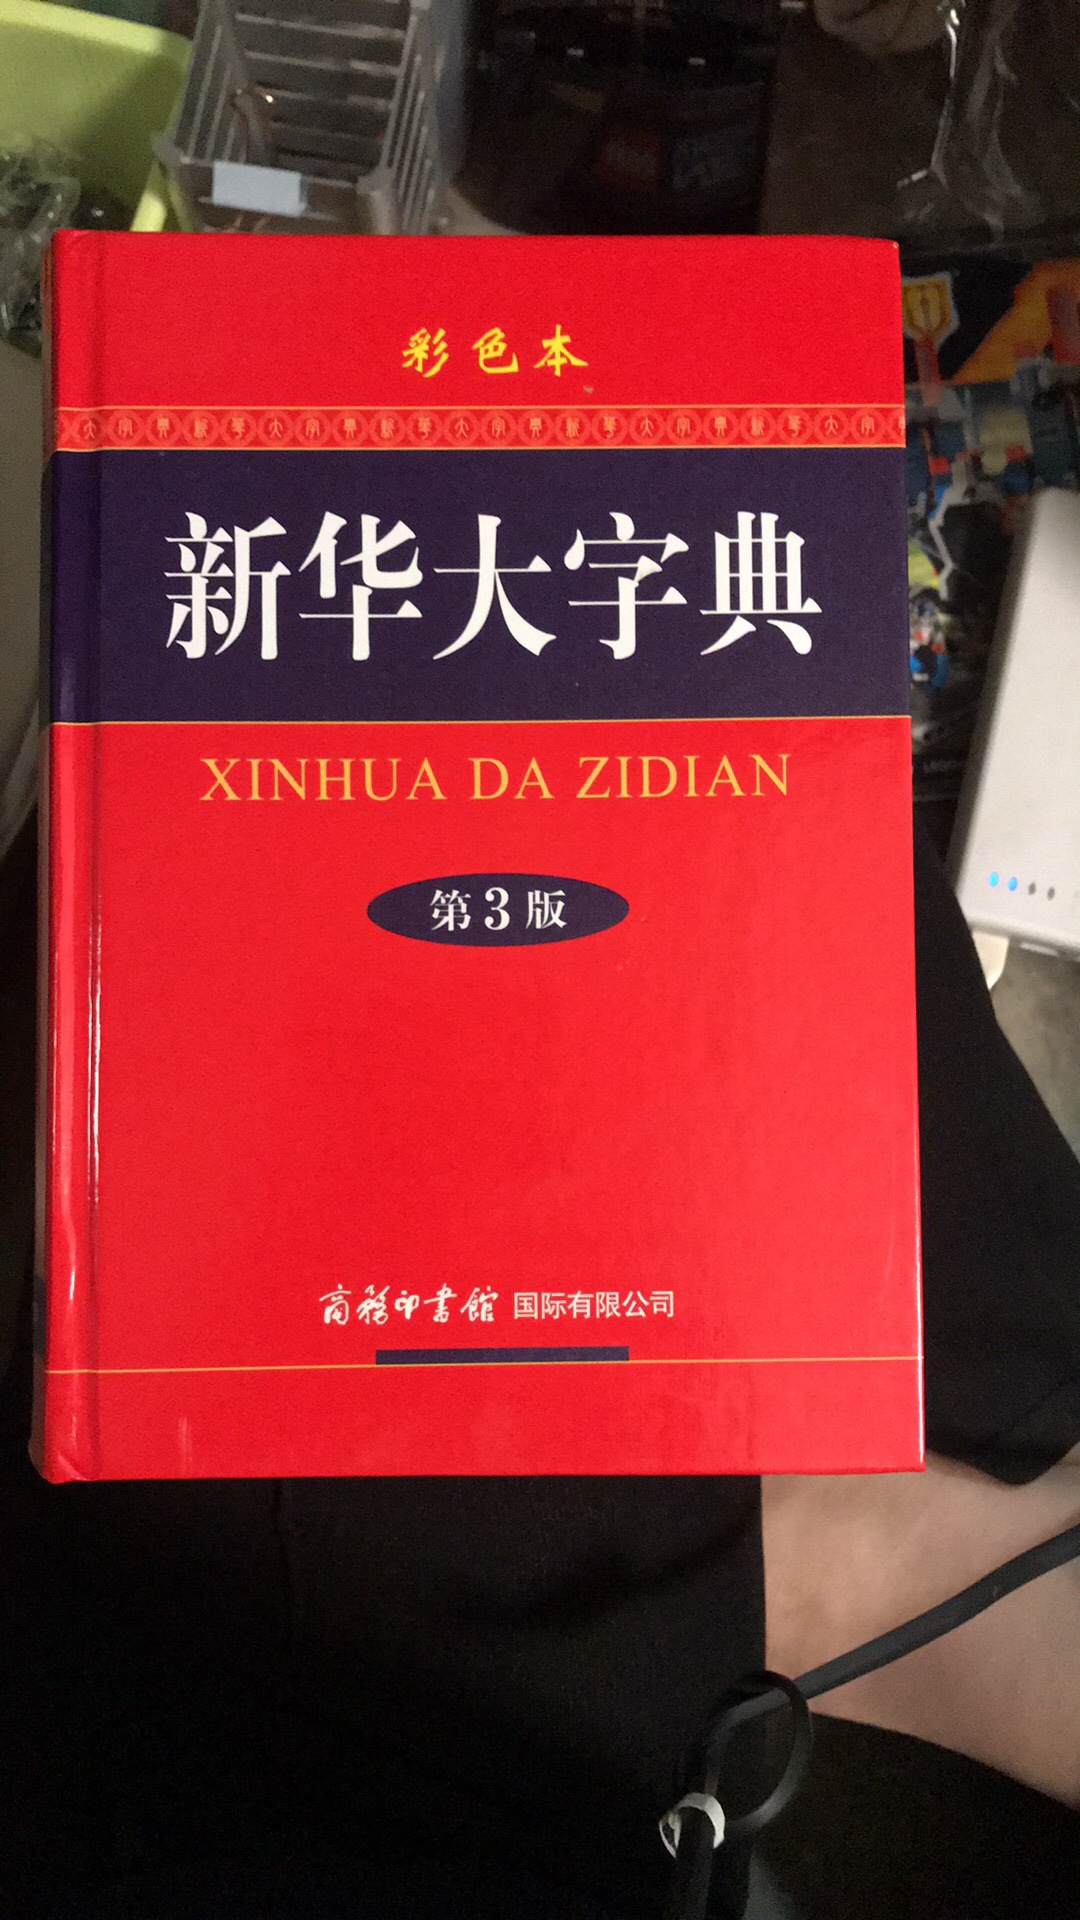 彩色本
新华大字典
XINHUA DA ZIDIAN
第3版
商務印書館 国际有限公司